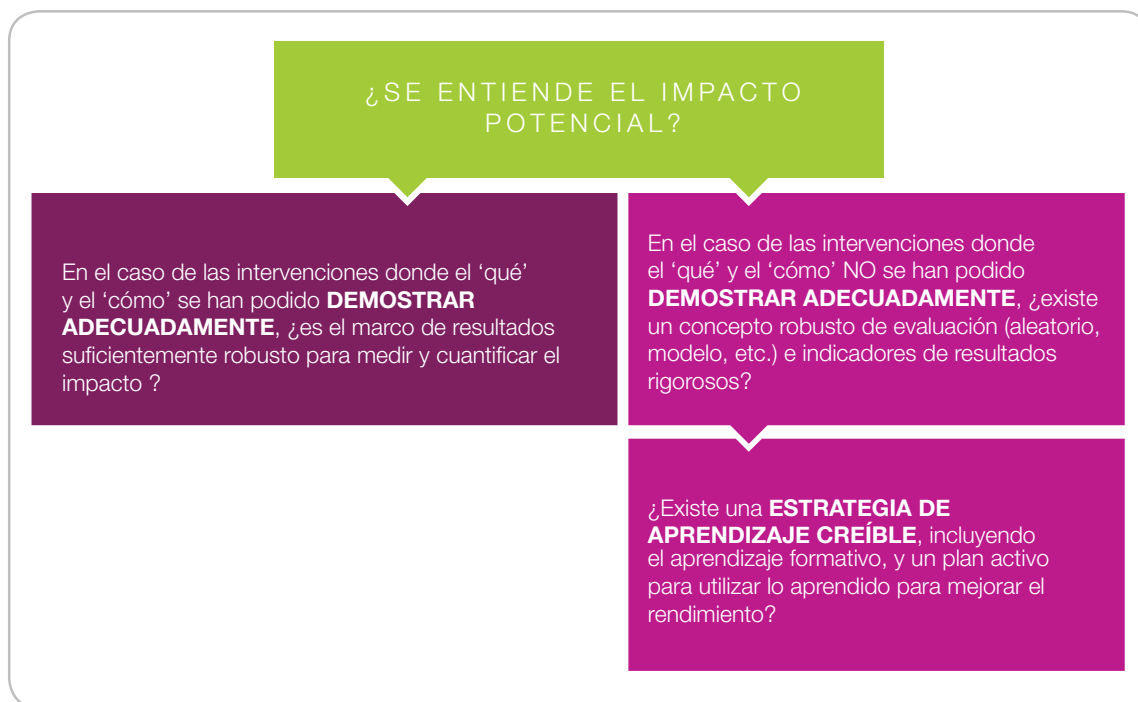 ¿SE ENTIENDE EL IMPACTO
POTENCIAL?
En el caso de las intervenciones donde el ‘qué’
y el ‘cómo’ se han podido DEMOSTRAR
ADECUADAMENTE, ¿es el marco de resultados
suficientemente robusto para medir y cuantificar el
impacto ?
En el caso de las intervenciones donde
el ‘qué’ y el ‘cómo’ NO se han podido
DEMOSTRAR ADECUADAMENTE, ¿existe
un concepto robusto de evaluación (aleatorio,
modelo, etc.) e indicadores de resultados
rigorosos?
¿Existe una ESTRATEGIA DE
APRENDIZAJE CREÍBLE, incluyendo
el aprendizaje formativo, y un plan activo
para utilizar lo aprendido para mejorar el
rendimiento?